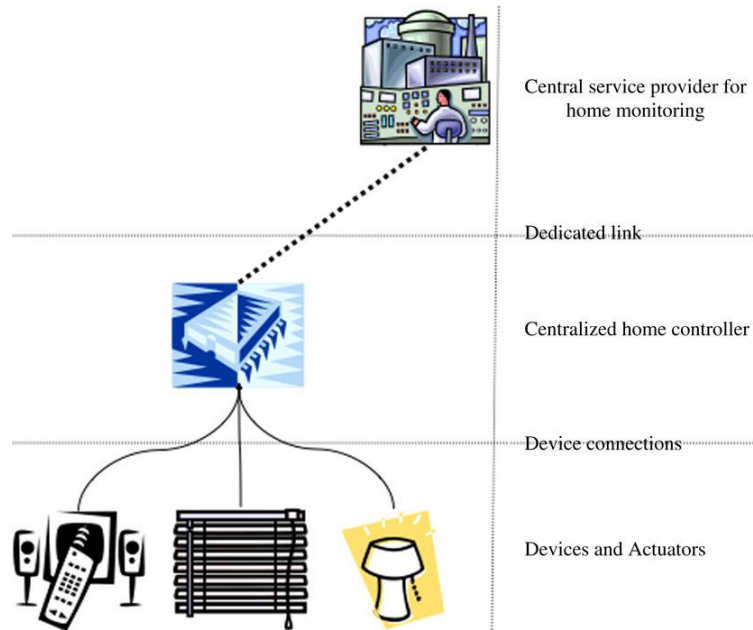 Central service provider for
home monitoring
Dedicated link
Centralized home controller
Device connections
Devices and Actuators